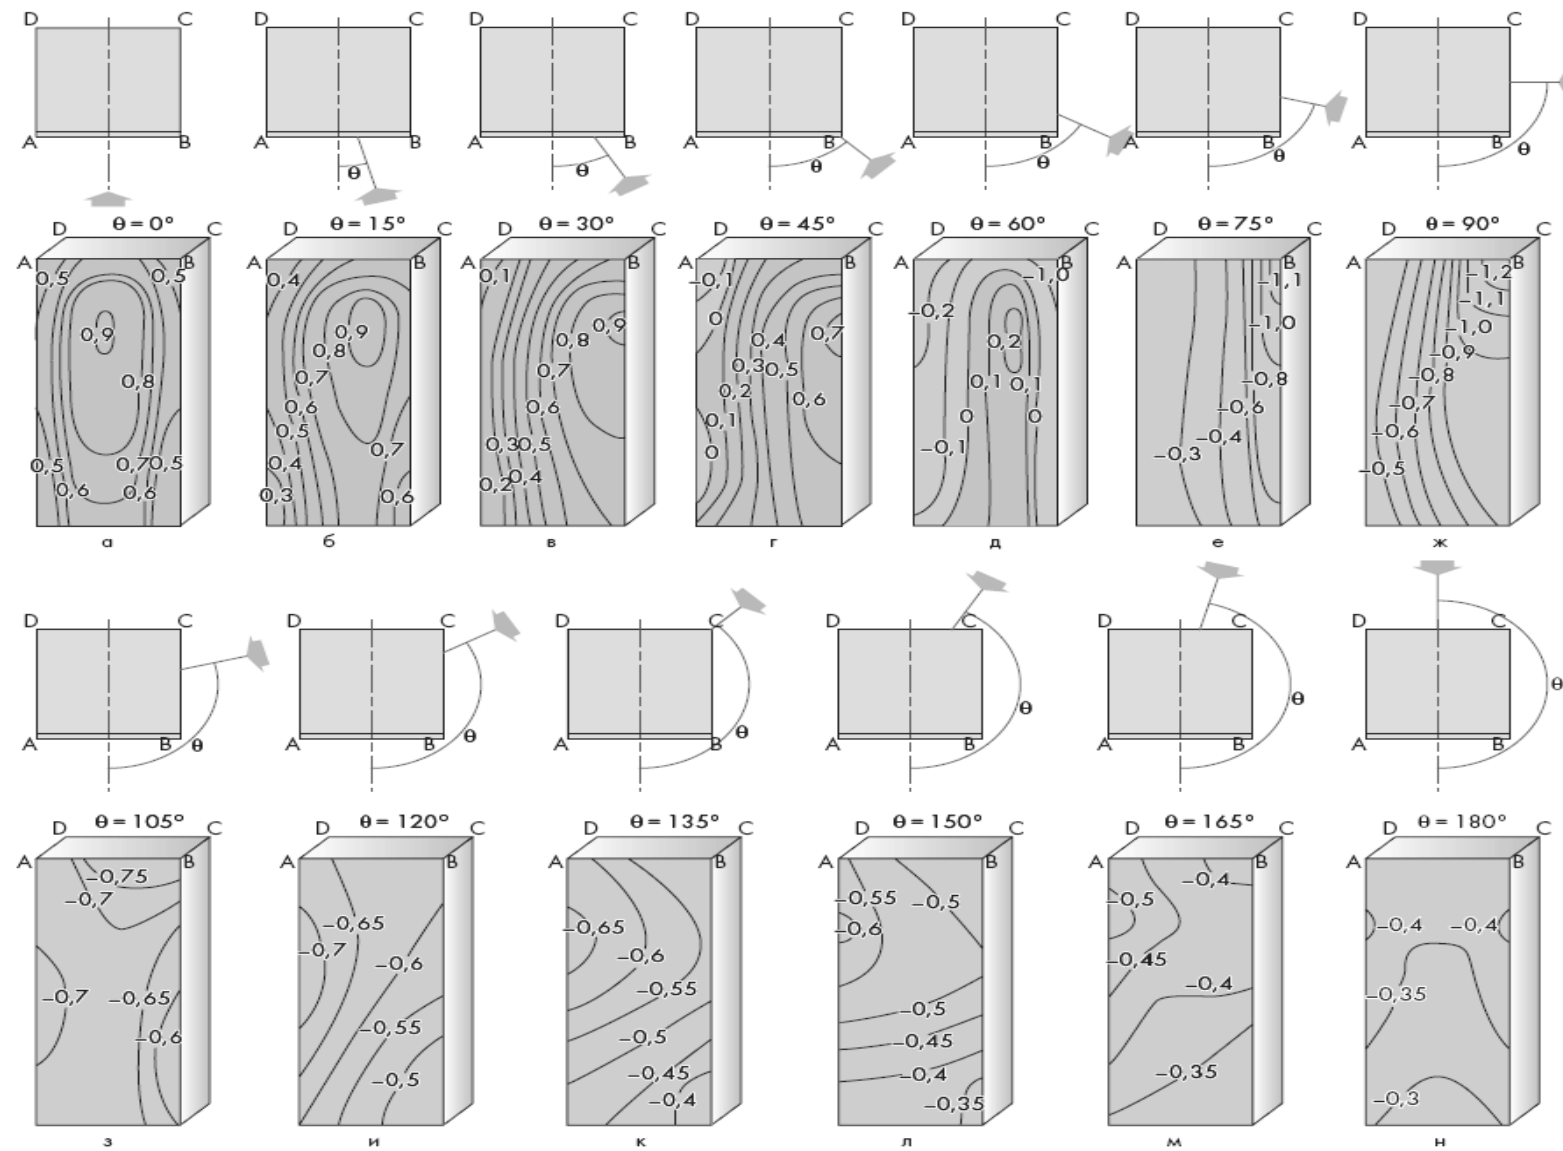 D C D C D C D C D C D C D C
A B A B A B A B A B A B A B
θ θ θ θ θ θ
D θ = 0° C D θ = 15° C D θ = 30° C D θ = 45° C D θ = 60° C D θ = 75° C D θ = 90° C
A B A B A B A B A B A B A B
0,5 0,5 0,9 0,8 0,5 0,7 0,5 0,6 0,6
0,4 0,9 0,8 0,7 0,6 0,5 0,7 0,4 0,3 0,6
0,1 0,9 0,8 0,7 0,6 0,3 0,5 0,2 0,4
–0,1 0 0,4 0,7 0,3 0,5 0,2 0,6 0,1 0
–1,0 –0,2 0,2 0,1 0,1 0 0 –0,1
–1,1 –1,0 –0,8 –0,6 –0,4 –0,3
–1,2 –1,1 –1,0 –0,9 –0,8 –0,7 –0,6 –0,5
а б в г д е ж
D C D C D C D C D C D C
A B A B A B A B A B A B
θ θ θ θ θ θ
D θ = 105° C D θ = 120° C D θ = 135° C D θ = 150° C D θ = 165° C D θ = 180° C
A B A B A B A B A B A B
–0,75 –0,7 –0,7 –0,65 –0,6
–0,65 –0,7 –0,6 –0,55 –0,5
–0,65 –0,6 –0,55 –0,5 –0,45 –0,4
–0,55 –0,5 –0,6 –0,5 –0,45 –0,4 –0,35
–0,4 –0,5 –0,45 –0,4 –0,35
–0,4 –0,4 –0,35 –0,3
з и к л м н